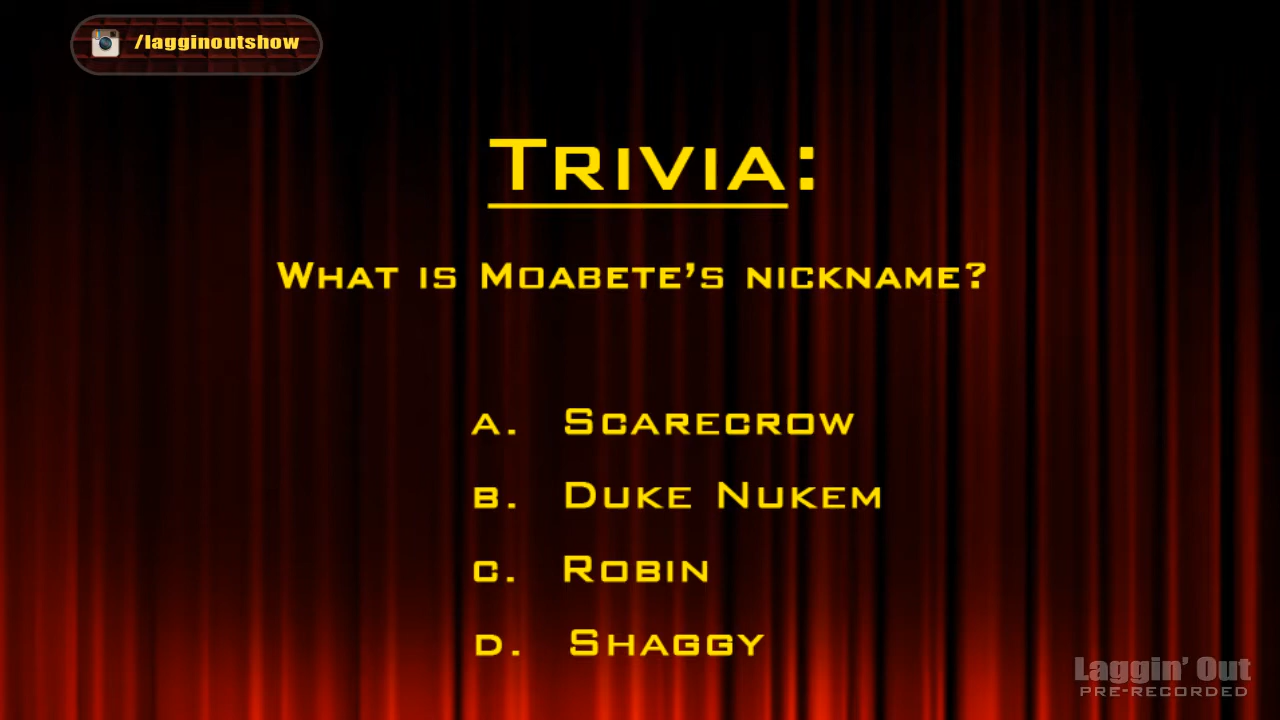 /lagginoutshow
Trivia:
What is Moabete's nickname?
A. Scarecrow
B. Duke Nukem
C. Robin
D. Shaggy
Laggin' Out
PRE-RECORDED